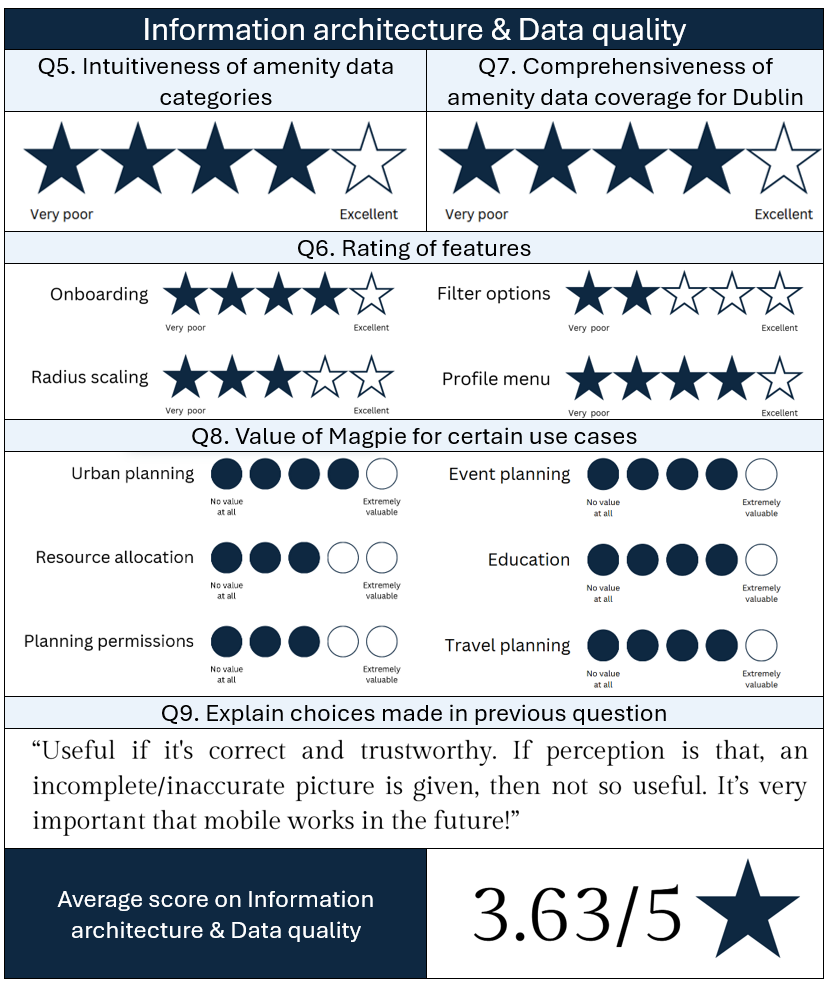 Information architecture & Data quality
Q5. Intuitiveness of amenity data
categories
Q7. Comprehensiveness of
amenity data coverage for Dublin
Very poor
Excellent
Very poor
Excellent
Q6. Rating of features
Onboarding
Very poor
Excellent
Filter options
Very poor
Excellent
Radius scaling
Very poor
Excellent
Profile menu
Very poor
Excellent
Q8. Value of Magpie for certain use cases
Urban planning
No value
at all
Extremely
valuable
Event planning
No value
at all
Extremely
valuable
Resource allocation
No value
at all
Extremely
valuable
Education
No value
at all
Extremely
valuable
Planning permissions
No value
at all
Extremely
valuable
Travel planning
No value
at all
Extremely
valuable
Q9. Explain choices made in previous question
“Useful if it's correct and trustworthy. If perception is that, an
incomplete/inaccurate picture is given, then not so useful. It’s very
important that mobile works in the future!”
Average score on Information
architecture & Data quality
3.63/5